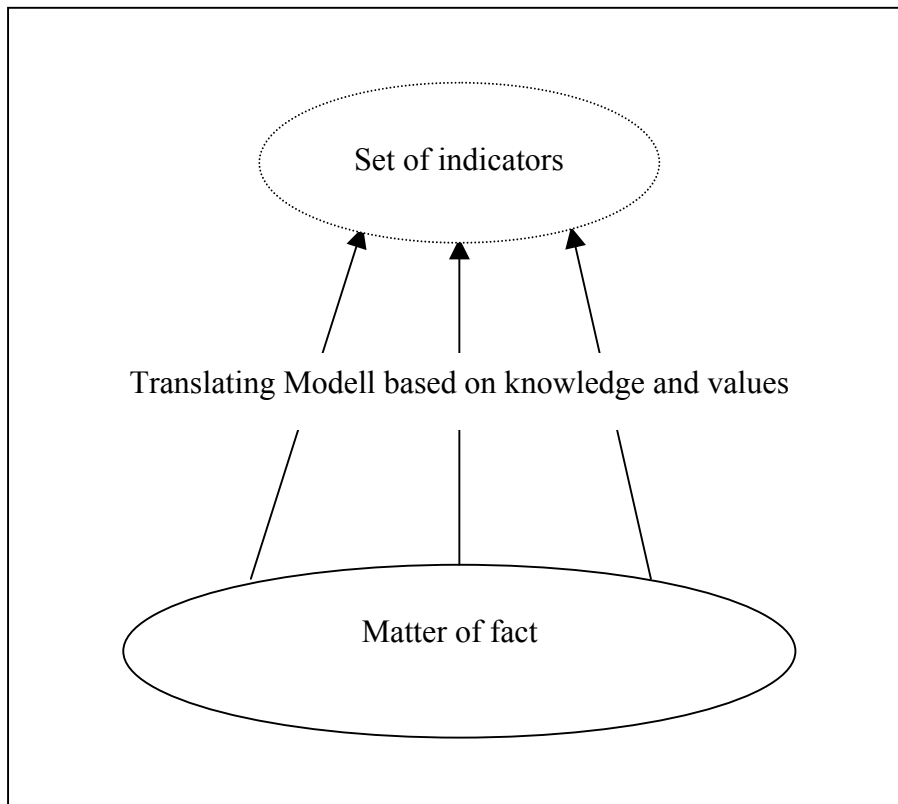 Set of indicators
Translating Modell based on knowledge and values
Matter of fact